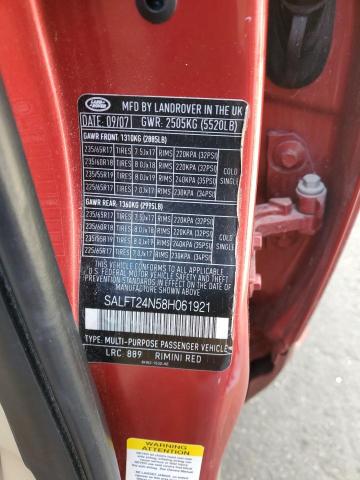 LAND ROVER
MFD BY LANDROVER IN THE UK
DATE: 09/07 GWR: 2505KG (5520LB)
GAWR FRONT: 1310KG (2885LB)
235/65R17 TIRES 7.5Jx17 RIMS 220KPA (32PSI)
235/60R18 TIRES 8.0Jx18 RIMS 220KPA (32PSI) COLD
235/55R19 TIRES 8.0Jx19 RIMS 240KPA (35PSI) SINGLE
225/65R17 TIRES 7.0Jx17 RIMS 230KPA (34PSI)
GAWR REAR: 1360KG (2995LB)
235/65R17 TIRES 7.5Jx17 RIMS 220KPA (32PSI)
235/60R18 TIRES 8.0Jx18 RIMS 220KPA (32PSI) COLD
235/55R19 TIRES 8.0Jx19 RIMS 240KPA (35PSI) SINGLE
225/65R17 TIRES 7.0Jx17 RIMS 230KPA (34PSI)
THIS VEHICLE CONFORMS TO ALL APPLICABLE
U.S. FEDERAL MOTOR VEHICLE SAFETY AND THEFT
PREVENTION STANDARDS IN EFFECT ON THE DATE
OF MANUFACTURE SHOWN ABOVE
SALFT24N58H061921
TYPE: MULTI-PURPOSE PASSENGER VEHICLE
LRC: 889 RIMINI RED
WARNING
ATTENTION